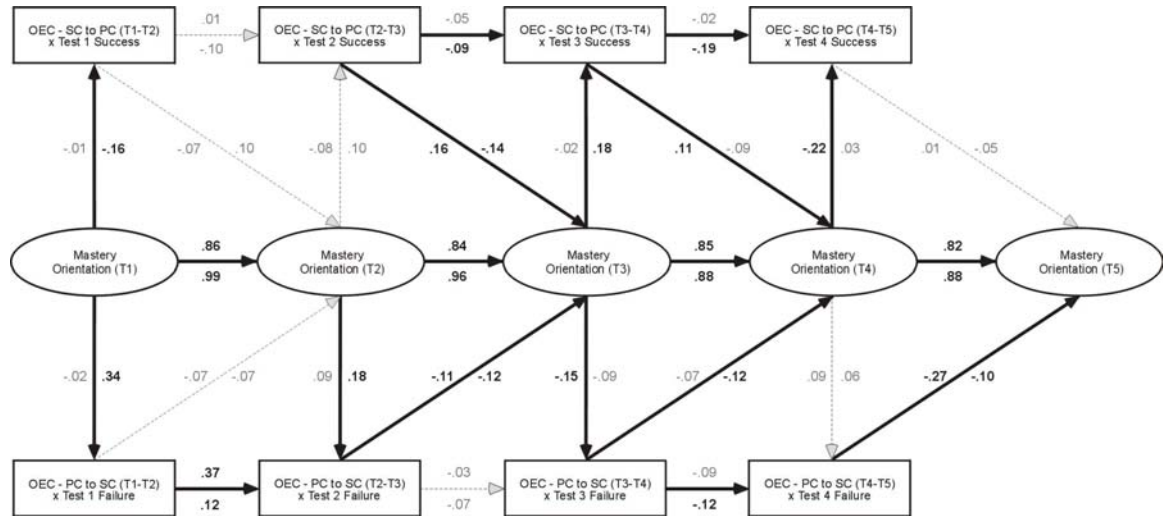 OEC - SC to PC (T1-T2)
x Test 1 Success
.01
-.10
OEC - SC to PC (T2-T3)
x Test 2 Success
-.05
-.09
OEC - SC to PC (T3-T4)
x Test 3 Success
-.02
-.19
OEC - SC to PC (T4-T5)
x Test 4 Success
-.01
-.16
-.07
.10
-.08
.10
.16
-.14
-.02
.18
.11
-.09
-.22
.03
.01
-.05
Mastery
Orientation (T1)
.86
.99
Mastery
Orientation (T2)
.84
.96
Mastery
Orientation (T3)
.85
.88
Mastery
Orientation (T4)
.82
.88
Mastery
Orientation (T5)
-.02
.34
-.07
-.07
.09
.18
-.11
-.12
-.15
-.09
-.07
-.12
.09
.06
-.27
-.10
OEC - PC to SC (T1-T2)
x Test 1 Failure
.37
.12
OEC - PC to SC (T2-T3)
x Test 2 Failure
-.03
-.07
OEC - PC to SC (T3-T4)
x Test 3 Failure
-.09
-.12
OEC - PC to SC (T4-T5)
x Test 4 Failure